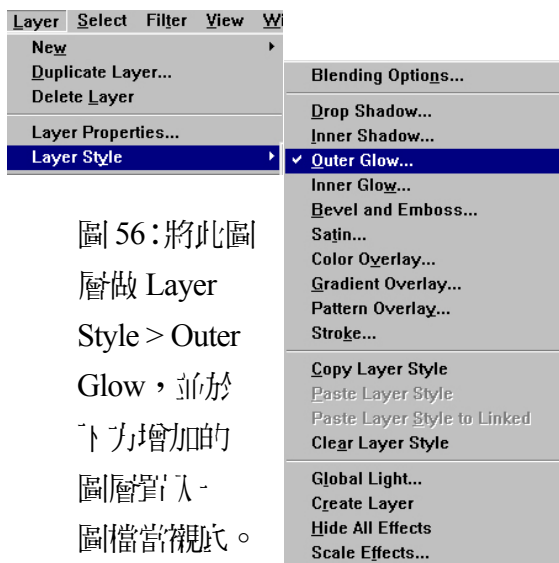 Layer Select Filter View Wi
New
Duplicate Layer...
Delete Layer
Layer Properties...
Layer Style
Blending Options...
Drop Shadow...
Inner Shadow...
Outer Glow...
Inner Glow...
Bevel and Emboss...
Satin...
Color Overlay...
Gradient Overlay...
Pattern Overlay...
Stroke...
Copy Layer Style
Paste Layer Style
Paste Layer Style to Linked
Clear Layer Style
Global Light...
Create Layer
Hide All Effects
Scale Effects...
圖 56：將此圖
層做 Layer
Style > Outer
Glow，並於
下方增加的
圖層置入一
圖檔當襯底。